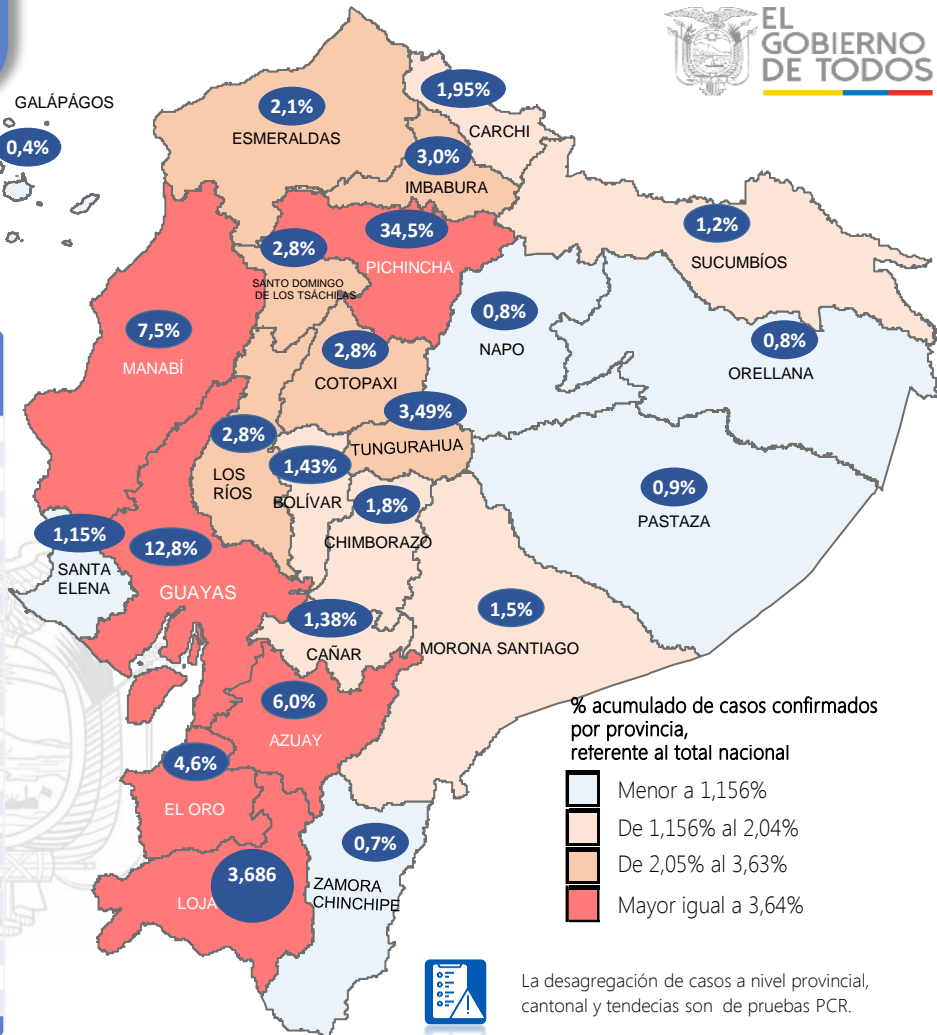 EL
GOBIERNO
DE TODOS
GALÁPÁGOS
0,4%
2,1%
ESMERALDAS
1,95%
CARCHI
3,0%
IMBABURA
34,5%
PICHINCHA
1,2%
SUCUMBÍOS
2,8%
SANTO DOMINGO
DE LOS TSÁCHILAS
7,5%
MANABÍ
0,8%
NAPO
0,8%
ORELLANA
2,8%
COTOPAXI
3,49%
TUNGURAHUA
2,8%
LOS
RÍOS
1,43%
BOLÍVAR
1,8%
CHIMBORAZO
0,9%
PASTAZA
1,15%
SANTA
ELENA
12,8%
GUAYAS
1,38%
CAÑAR
1,5%
MORONA SANTIAGO
6,0%
AZUAY
4,6%
EL ORO
3,686
LOJA
0,7%
ZAMORA
CHINCHIPE
% acumulado de casos confirmados
por provincia,
referente al total nacional
Menor a 1,156%
De 1,156% al 2,04%
De 2,05% al 3,63%
Mayor igual a 3,64%
La desagregación de casos a nivel provincial,
cantonal y tendecias son de pruebas PCR.